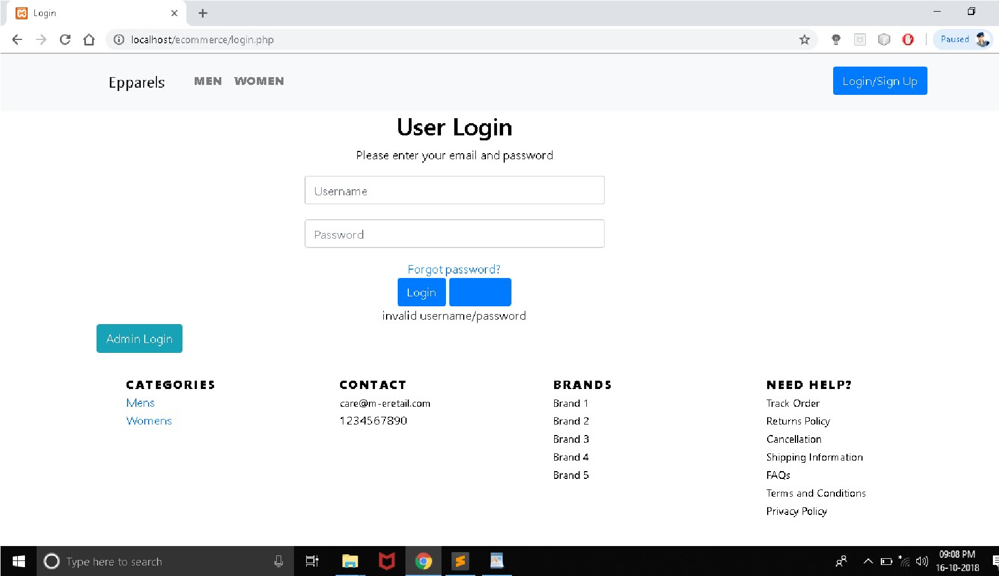 Login
localhost/ecommerce/login.php
Paused
Epparels MEN WOMEN Login/Sign Up
User Login
Please enter your email and password
Username
Password
Forgot password?
Login
invalid username/password
Admin Login
CATEGORIES
Mens
Womens
CONTACT
care@m-eretail.com
1234567890
BRANDS
Brand 1
Brand 2
Brand 3
Brand 4
Brand 5
NEED HELP?
Track Order
Returns Policy
Cancellation
Shipping Information
FAQs
Terms and Conditions
Privacy Policy
Type here to search
09:08 PM
16-10-2018